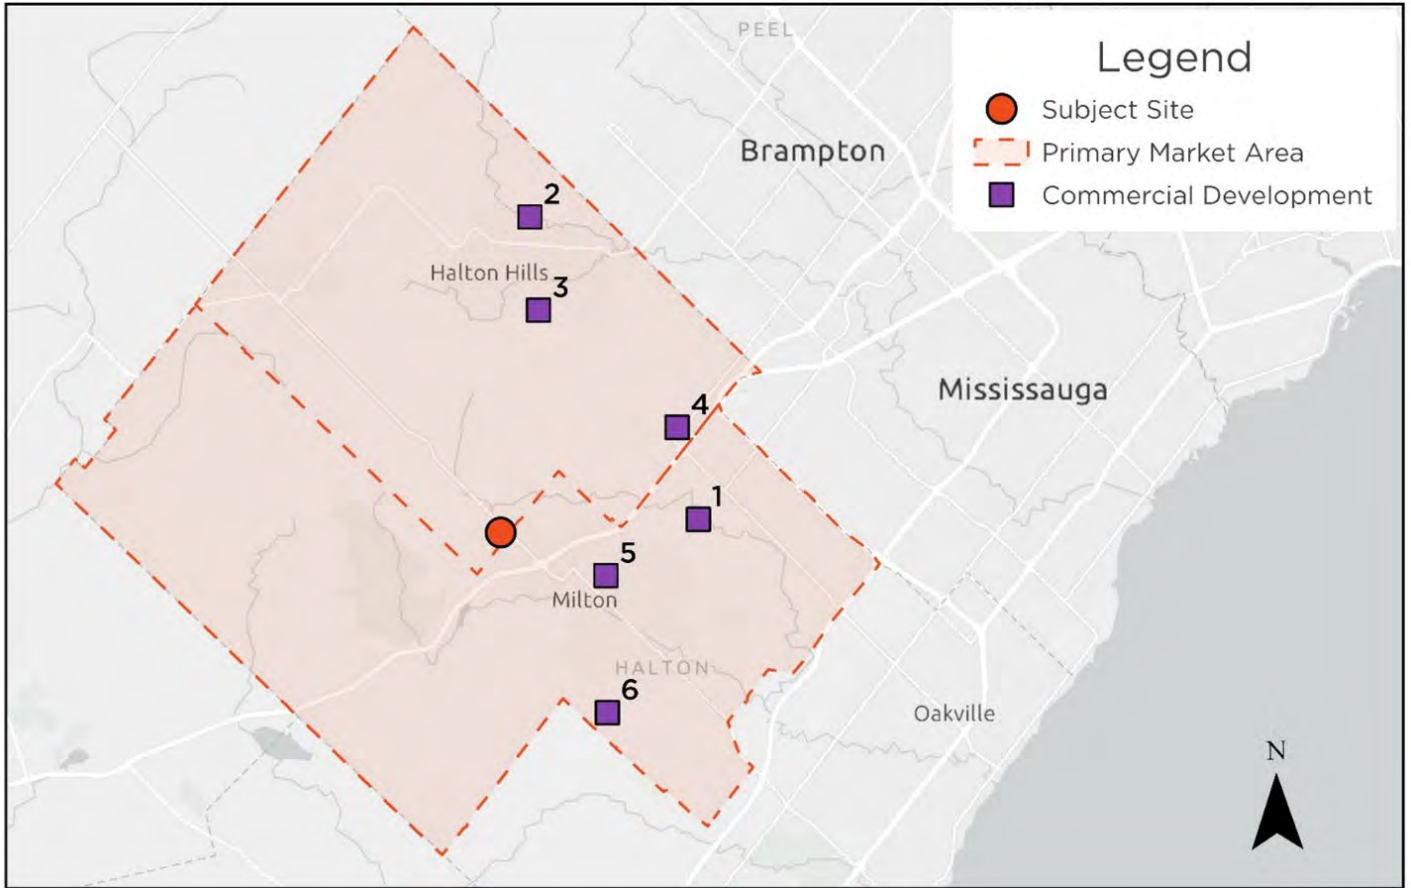 PEEL
Legend
Subject Site
Brampton
Primary Market Area
2
Commercial Development
Halton Hills
3
Mississauga
4
1
5
Milton
HALTON
6
Oakville
N